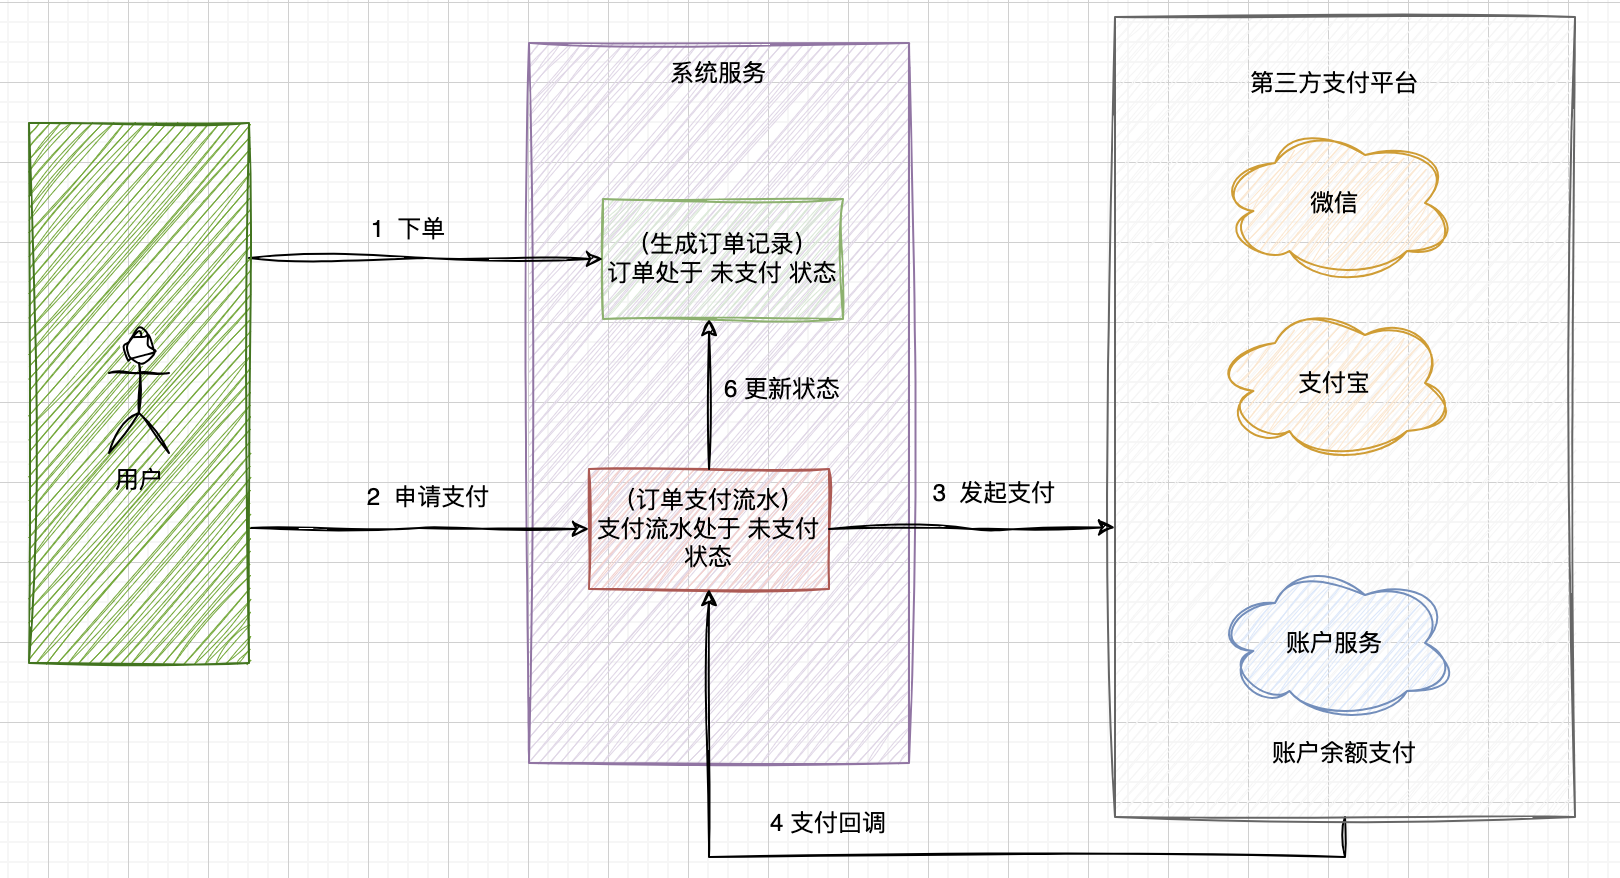 系统服务
第三方支付平台
微信
1 下单
(生成订单记录)
订单处于 未支付 状态
支付宝
6 更新状态
用户
2 申请支付
(订单支付流水)
支付流水处于 未支付
状态
3 发起支付
账户服务
账户余额支付
4 支付回调